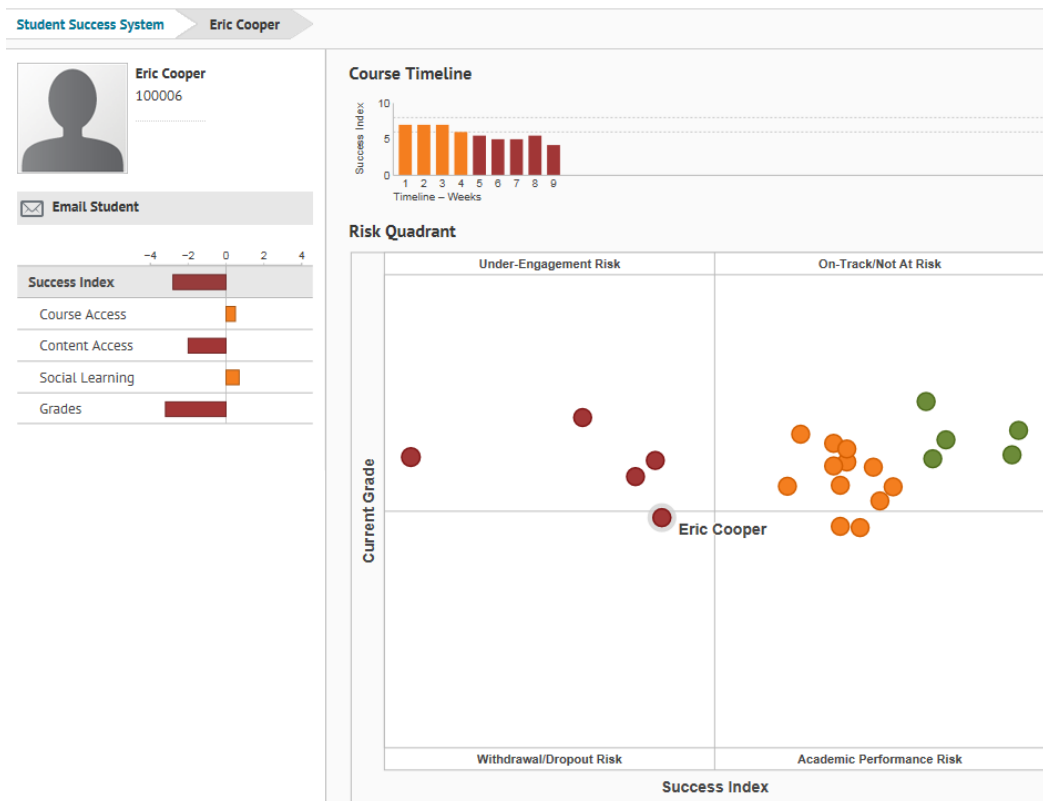 Student Success System
Eric Cooper
Eric Cooper
100006
Email Student
−4 −2 0 2 4
Success Index
Course Access
Content Access
Social Learning
Grades
Course Timeline
Success Index
10
5
0
1 2 3 4 5 6 7 8 9
Timeline – Weeks
Risk Quadrant
Under-Engagement Risk
On-Track/Not At Risk
Current Grade
Eric Cooper
Withdrawal/Dropout Risk
Academic Performance Risk
Success Index